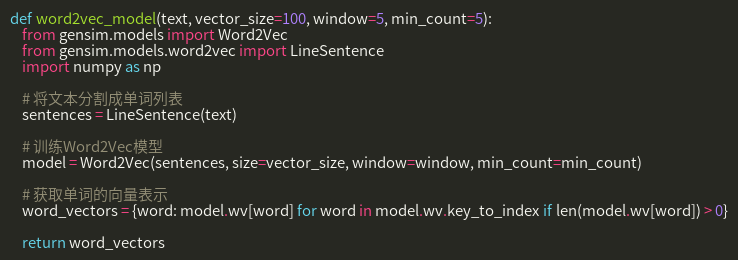 def word2vec_model(text, vector_size=100, window=5, min_count=5):
    from gensim.models import Word2Vec
    from gensim.models.word2vec import LineSentence
    import numpy as np

    # 将文本分割成单词列表
    sentences = LineSentence(text)

    # 训练Word2Vec模型
    model = Word2Vec(sentences, size=vector_size, window=window, min_count=min_count)

    # 获取单词的向量表示
    word_vectors = {word: model.wv[word] for word in model.wv.key_to_index if len(model.wv[word]) > 0}

    return word_vectors